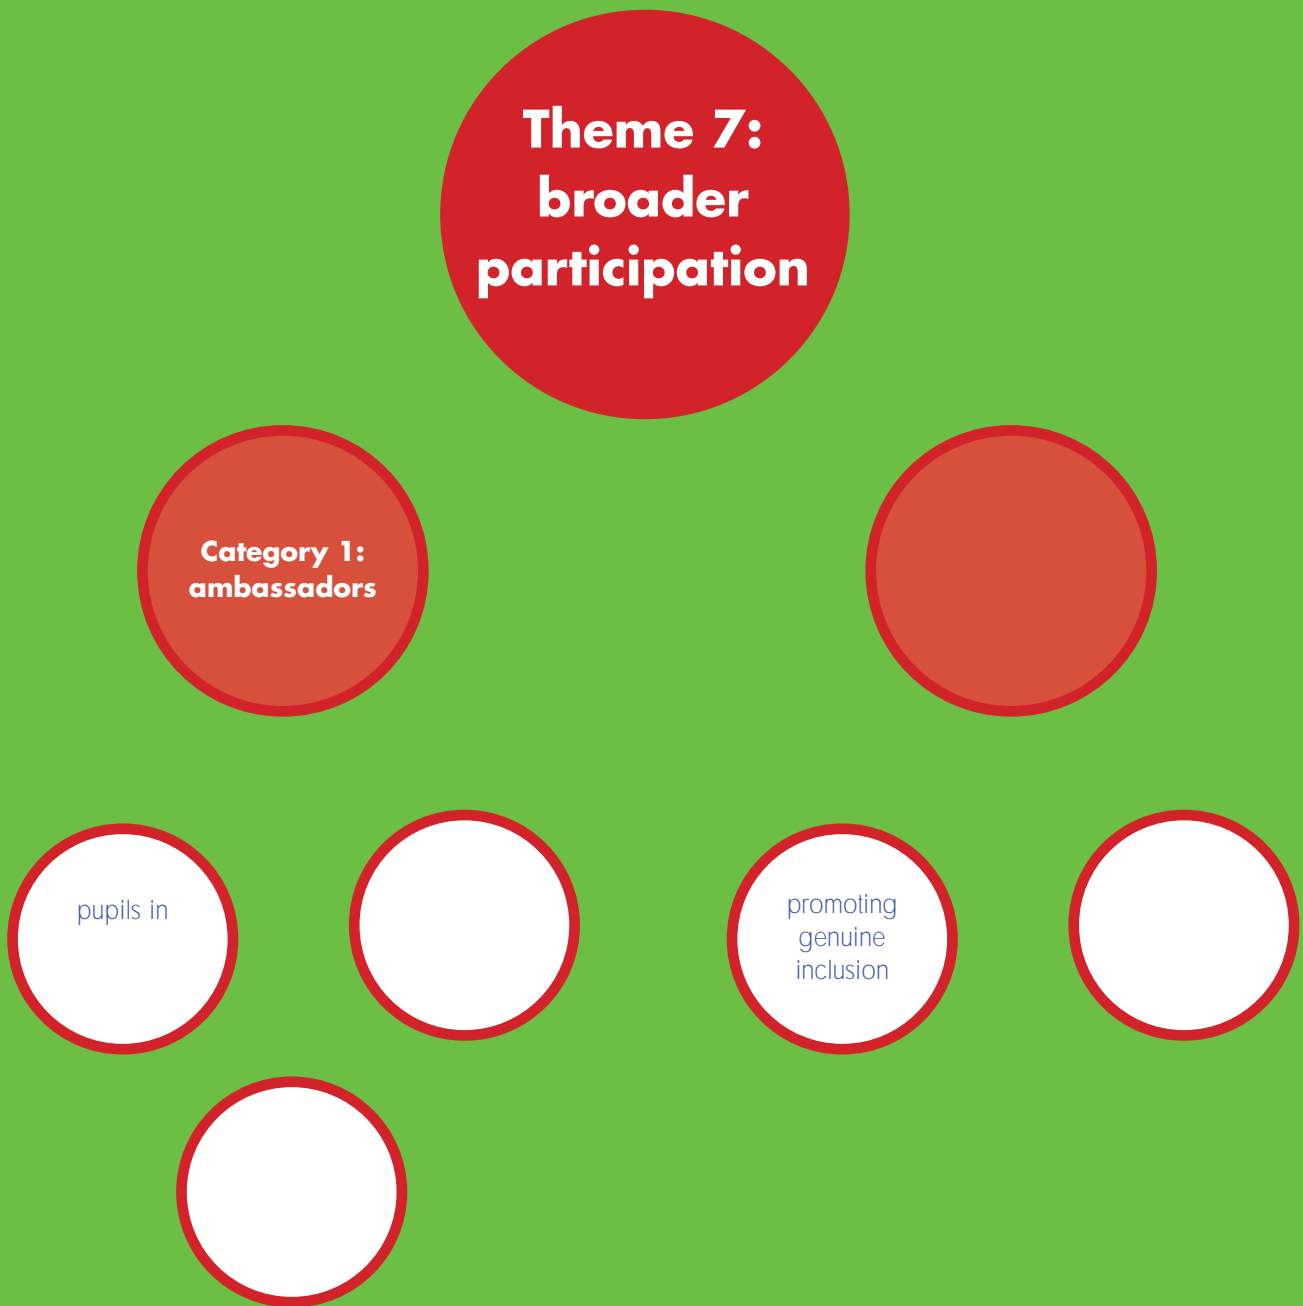 Theme 7:
broader
participation
Category 1:
ambassadors
pupils in
promoting
genuine
inclusion